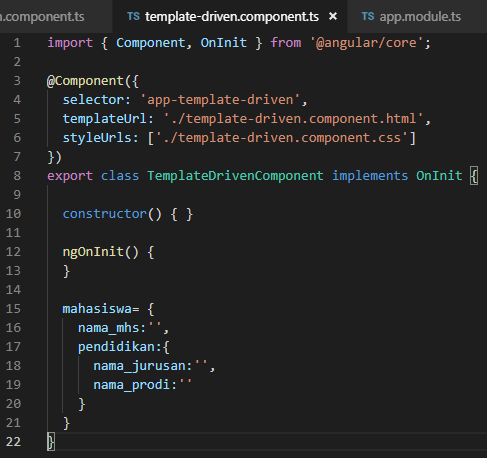 n.component.ts TS template-driven.component.ts × TS app.module.ts
1 import { Component, OnInit } from '@angular/core';
2
3 @Component({
4   selector: 'app-template-driven',
5   templateUrl: './template-driven.component.html',
6   styleUrls: ['./template-driven.component.css']
7 })
8 export class TemplateDrivenComponent implements OnInit {
9
10   constructor() { }
11
12   ngOnInit() {
13   }
14
15   mahasiswa= {
16     nama_mhs:'',
17     pendidikan:{
18       nama_jurusan:'',
19       nama_prodi:''
20     }
21   }
22 }